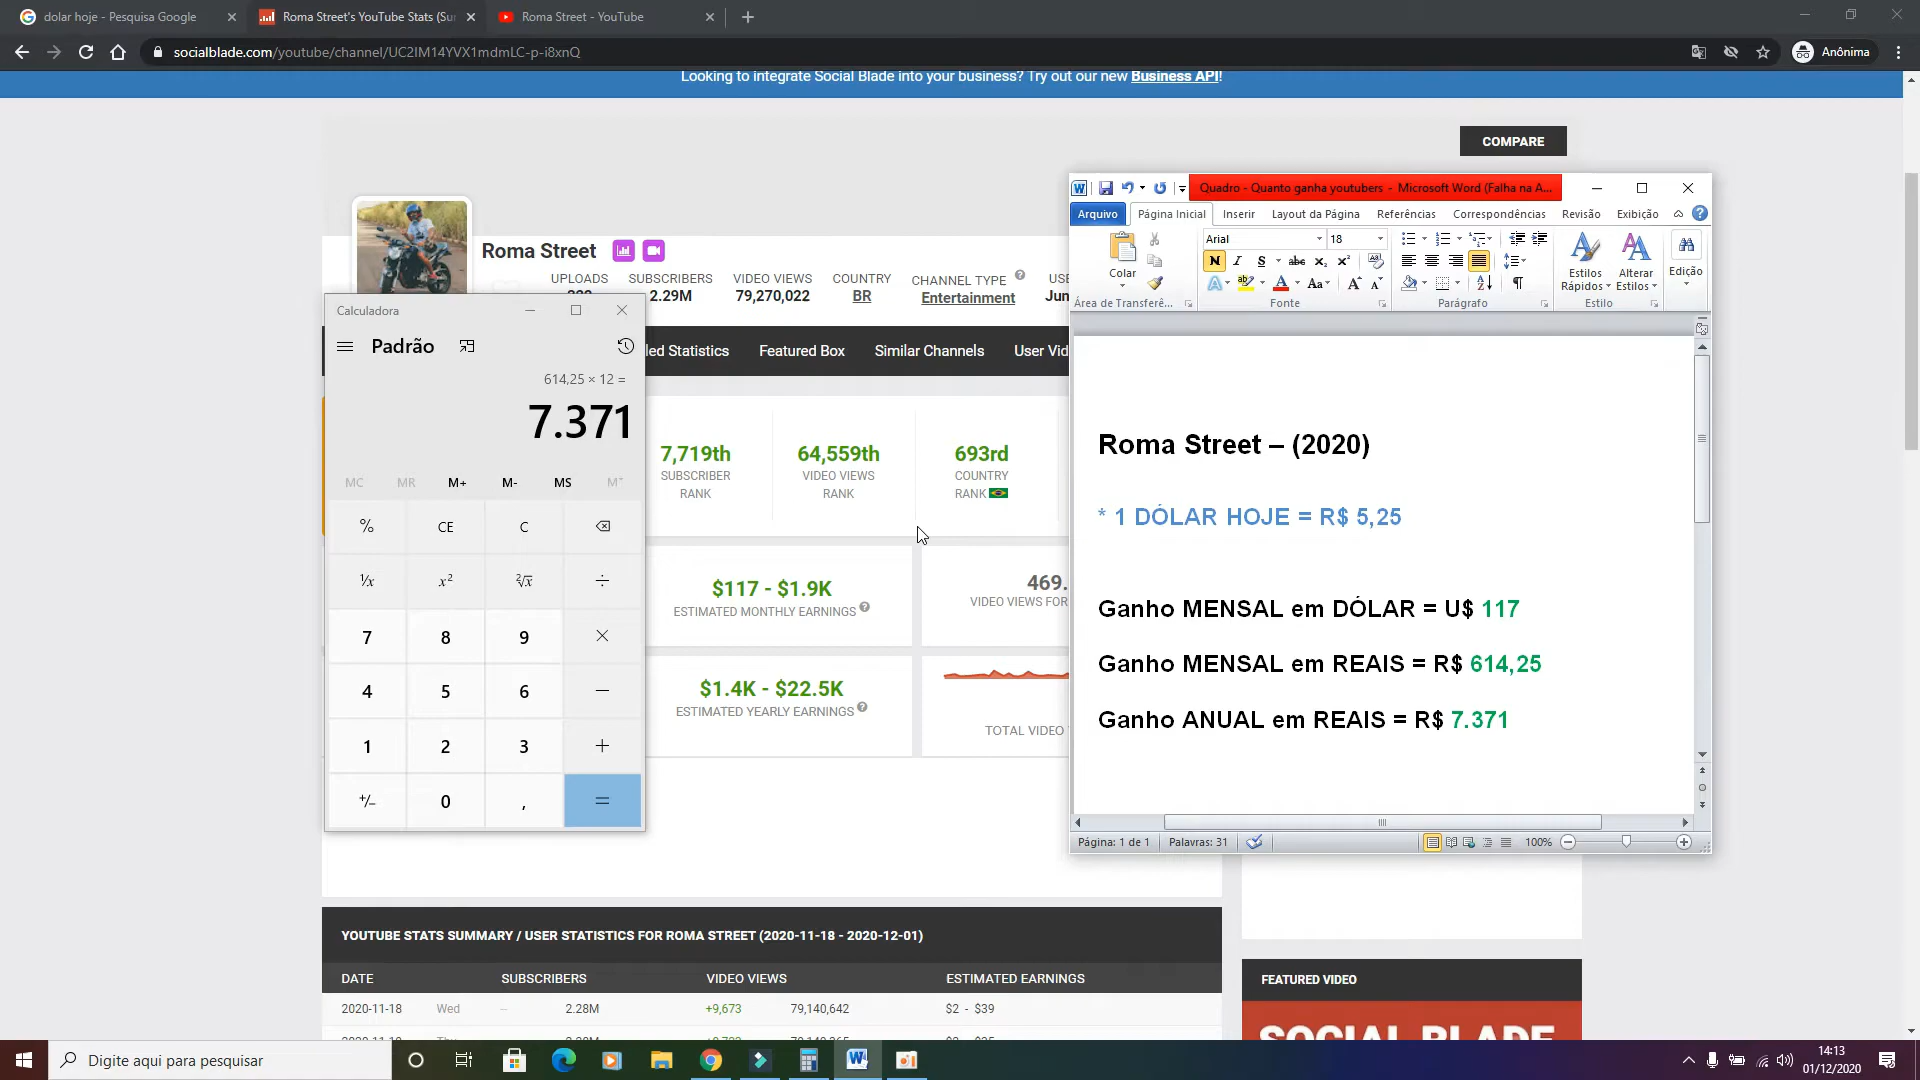 dolar hoje - Pesquisa Google
Roma Street's YouTube Stats (Su
Roma Street - YouTube
socialblade.com/youtube/channel/UC2IM14YVX1mdmLC-p-i8xnQ
Anônima
Looking to integrate Social Blade into your business? Try out our new Business API!
COMPARE
Roma Street
UPLOADS SUBSCRIBERS VIDEO VIEWS COUNTRY CHANNEL TYPE
2.29M 79,270,022 BR Entertainment Jun
led Statistics Featured Box Similar Channels User Vid
7,719th 64,559th 693rd
SUBSCRIBER VIDEO VIEWS COUNTRY
RANK RANK RANK
$117 - $1.9K
ESTIMATED MONTHLY EARNINGS
469.
VIDEO VIEWS FOR
$1.4K - $22.5K
ESTIMATED YEARLY EARNINGS
TOTAL VIDEO
Calculadora
Padrão
614,25 × 12 =
7.371
MC MR M+ M- MS M˅
% CE C
¹/x x² ²√x ÷
7 8 9 ×
4 5 6 −
1 2 3 +
+/− 0 , =
Quadro - Quanto ganha youtubers - Microsoft Word (Falha na A...
Arquivo Página Inicial Inserir Layout da Página Referências Correspondências Revisão Exibição
Colar
Arial 18
N I S abc x₂ x²
A A Aa A A
Estilos Rápidos
Alterar Estilos
Edição
Área de Transferê... Fonte Parágrafo Estilo
Roma Street – (2020)
* 1 DÓLAR HOJE = R$ 5,25
Ganho MENSAL em DÓLAR = U$ 117
Ganho MENSAL em REAIS = R$ 614,25
Ganho ANUAL em REAIS = R$ 7.371
Página: 1 de 1 Palavras: 31 100%
YOUTUBE STATS SUMMARY / USER STATISTICS FOR ROMA STREET (2020-11-18 - 2020-12-01)
DATE SUBSCRIBERS VIDEO VIEWS ESTIMATED EARNINGS
2020-11-18 Wed -- 2.28M +9,673 79,140,642 $2 - $39
FEATURED VIDEO
SOCIAL BLADE
Digite aqui para pesquisar
14:13
01/12/2020